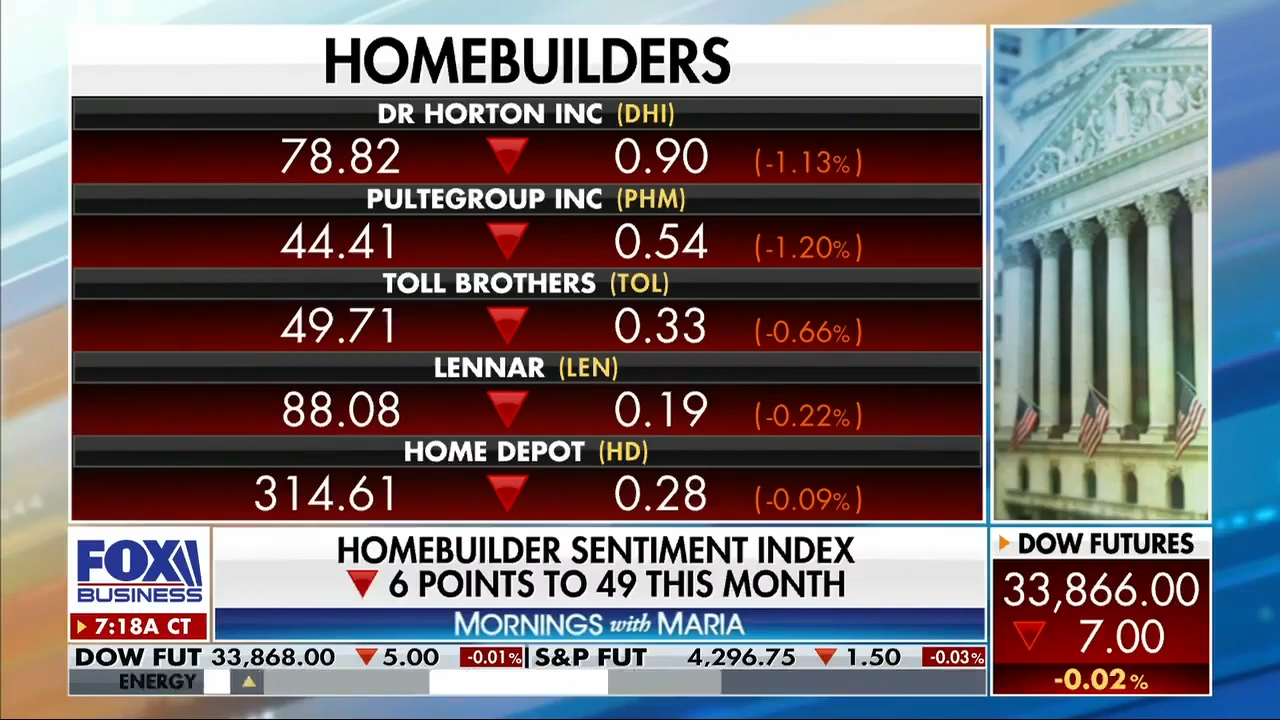 HOMEBUILDERS
DR HORTON INC (DHI)
78.82 ▼ 0.90 (-1.13%)
PULTEGROUP INC (PHM)
44.41 ▼ 0.54 (-1.20%)
TOLL BROTHERS (TOL)
49.71 ▼ 0.33 (-0.66%)
LENNAR (LEN)
88.08 ▼ 0.19 (-0.22%)
HOME DEPOT (HD)
314.61 ▼ 0.28 (-0.09%)
FOX
BUSINESS
7:18A CT
HOMEBUILDER SENTIMENT INDEX
▼ 6 POINTS TO 49 THIS MONTH
MORNINGS with MARIA
DOW FUTURES
33,866.00
▼ 7.00
-0.02%
DOW FUT 33,868.00 ▼ 5.00 -0.01% S&P FUT 4,296.75 ▼ 1.50 -0.03%
ENERGY